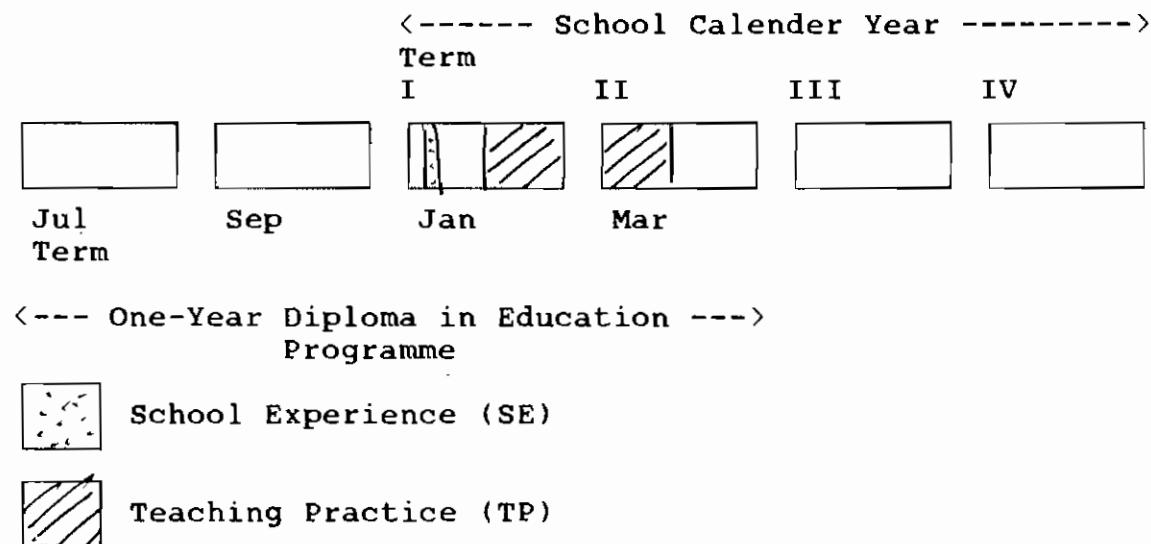 <------ School Calender Year --------->
Term
I II III IV
Jul Sep Jan Mar
Term
<--- One-Year Diploma in Education --->
Programme
School Experience (SE)
Teaching Practice (TP)